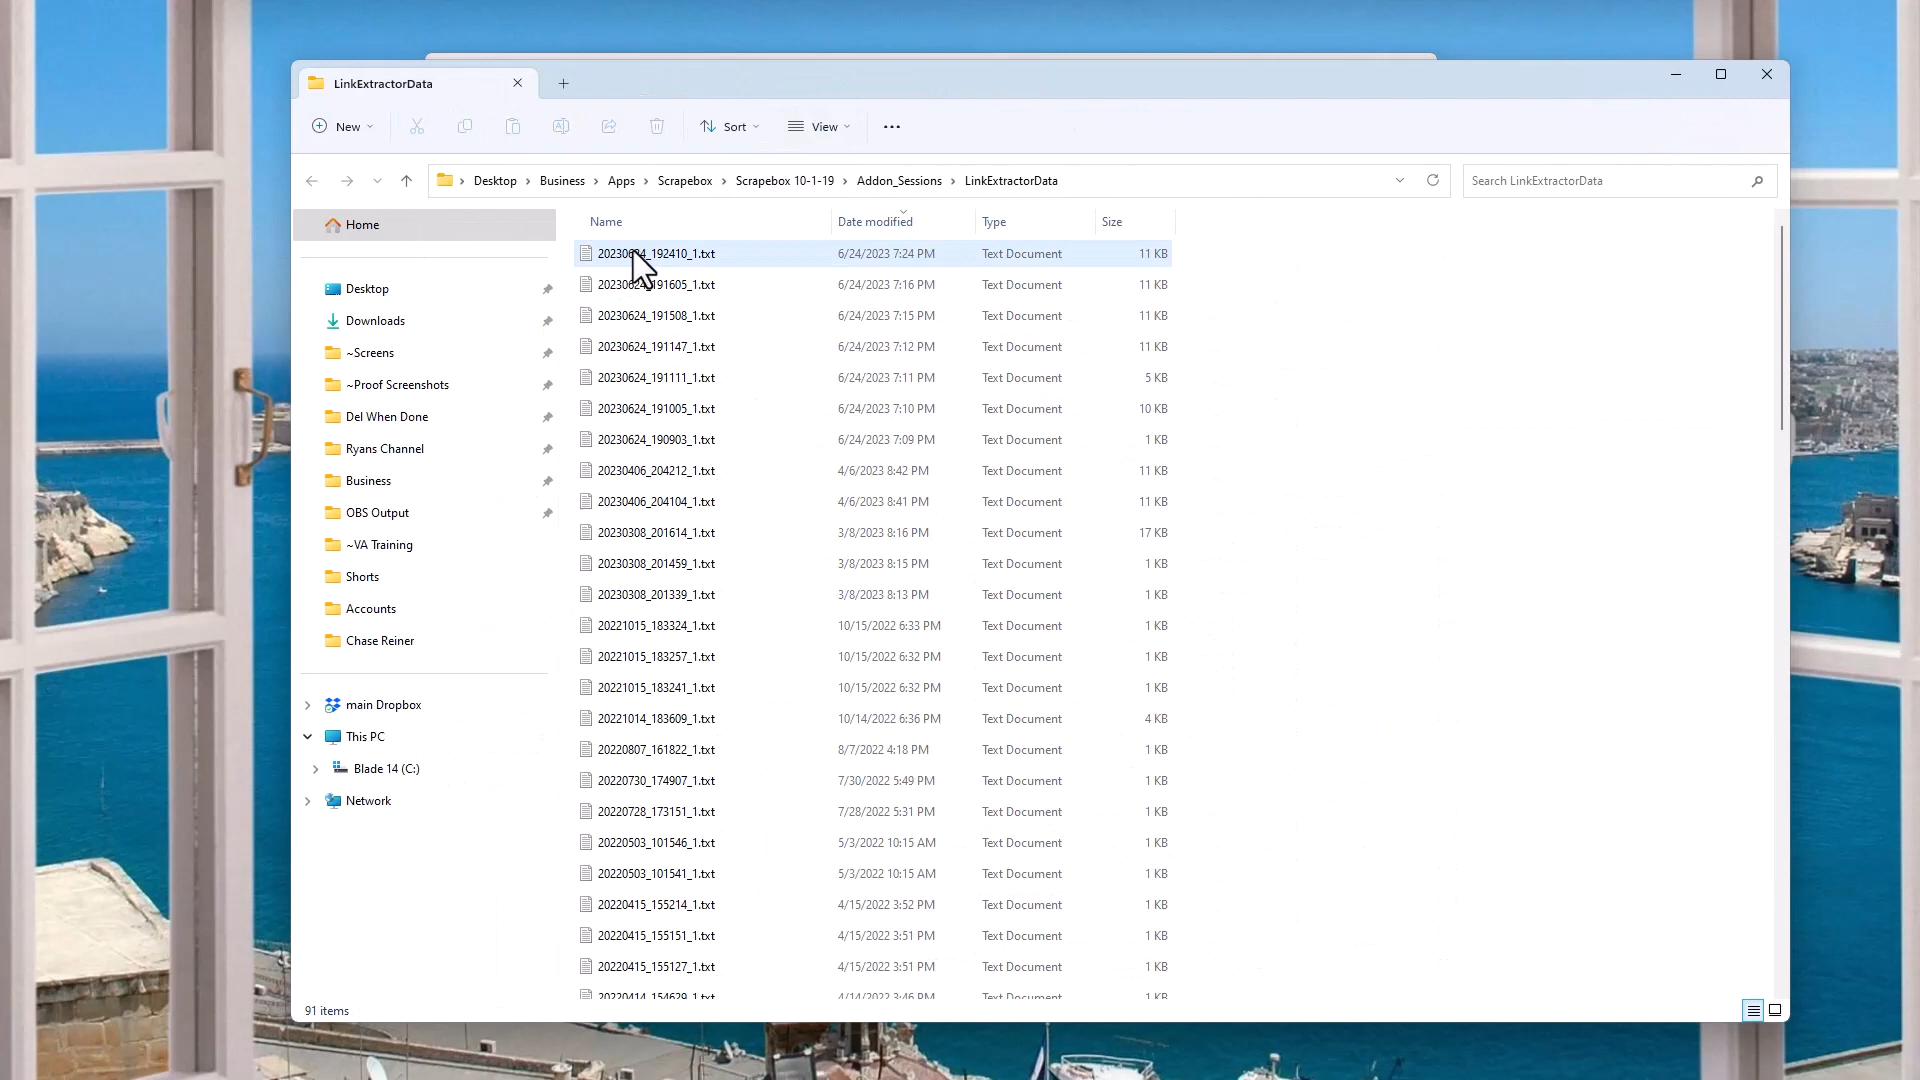 LinkExtractorData
New
Sort
View
Desktop > Business > Apps > Scrapebox > Scrapebox 10-1-19 > Addon_Sessions > LinkExtractorData
Search LinkExtractorData
Home
Desktop
Downloads
~Screens
~Proof Screenshots
Del When Done
Ryans Channel
Business
OBS Output
~VA Training
Shorts
Accounts
Chase Reiner
main Dropbox
This PC
Blade 14 (C:)
Network
Name Date modified Type Size
20230624_192410_1.txt 6/24/2023 7:24 PM Text Document 11 KB
20230624_191605_1.txt 6/24/2023 7:16 PM Text Document 11 KB
20230624_191508_1.txt 6/24/2023 7:15 PM Text Document 11 KB
20230624_191147_1.txt 6/24/2023 7:12 PM Text Document 11 KB
20230624_191111_1.txt 6/24/2023 7:11 PM Text Document 5 KB
20230624_191005_1.txt 6/24/2023 7:10 PM Text Document 10 KB
20230624_190903_1.txt 6/24/2023 7:09 PM Text Document 1 KB
20230406_204212_1.txt 4/6/2023 8:42 PM Text Document 11 KB
20230406_204104_1.txt 4/6/2023 8:41 PM Text Document 11 KB
20230308_201614_1.txt 3/8/2023 8:16 PM Text Document 17 KB
20230308_201459_1.txt 3/8/2023 8:15 PM Text Document 1 KB
20230308_201339_1.txt 3/8/2023 8:13 PM Text Document 1 KB
20221015_183324_1.txt 10/15/2022 6:33 PM Text Document 1 KB
20221015_183257_1.txt 10/15/2022 6:32 PM Text Document 1 KB
20221015_183241_1.txt 10/15/2022 6:32 PM Text Document 1 KB
20221014_183609_1.txt 10/14/2022 6:36 PM Text Document 4 KB
20220807_161822_1.txt 8/7/2022 4:18 PM Text Document 1 KB
20220730_174907_1.txt 7/30/2022 5:49 PM Text Document 1 KB
20220728_173151_1.txt 7/28/2022 5:31 PM Text Document 1 KB
20220503_101546_1.txt 5/3/2022 10:15 AM Text Document 1 KB
20220503_101541_1.txt 5/3/2022 10:15 AM Text Document 1 KB
20220415_155214_1.txt 4/15/2022 3:52 PM Text Document 1 KB
20220415_155151_1.txt 4/15/2022 3:51 PM Text Document 1 KB
20220415_155127_1.txt 4/15/2022 3:51 PM Text Document 1 KB
20220414_154629_1.txt 4/14/2022 3:46 PM Text Document 1 KB
91 items